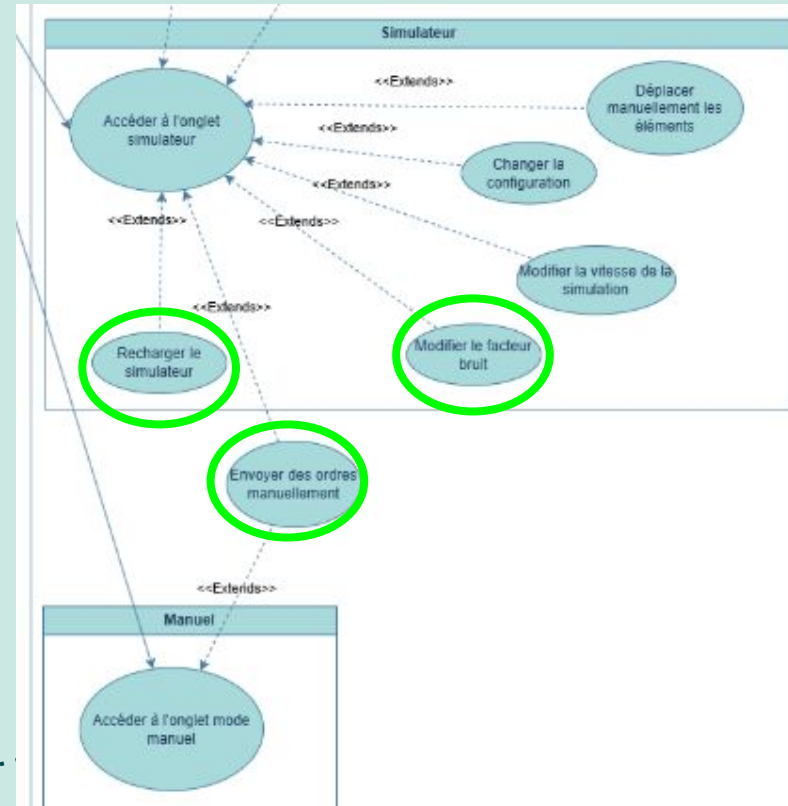 Simulateur
<<Extends>>
Déplacer
manuellement les
éléments
Accéder à l'onglet
simulateur
<<Extends>>
Changer la
configuration
<<Extends>>
<<Extends>>
<<Extends>>
Modifier la vitesse de la
simulation
<<Extends>>
Recharger le
simulateur
Modifier le facteur
bruit
Envoyer des ordres
manuellement
<<Extends>>
Manuel
Accéder à l'onglet mode
manuel